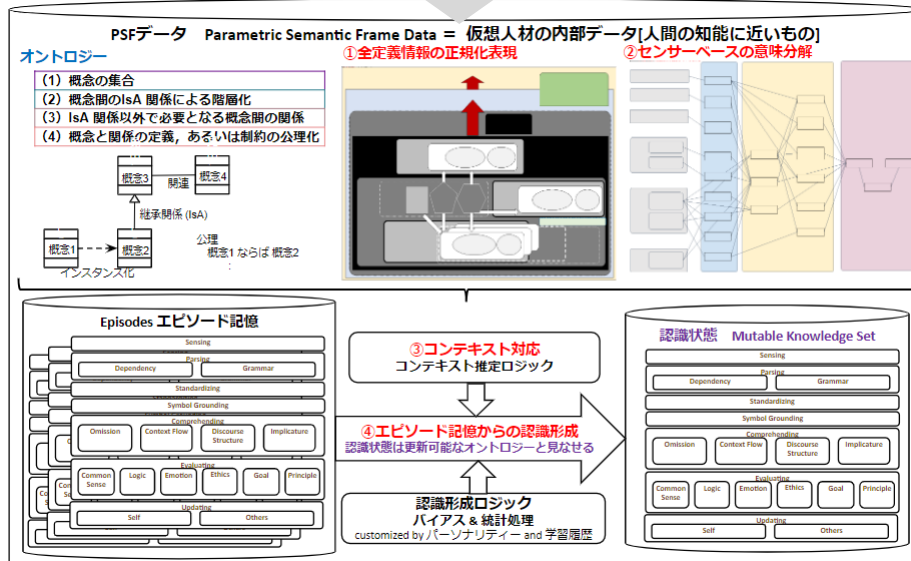 PSFデータ Parametric Semantic Frame Data = 仮想人材の内部データ[人間の知能に近いもの]
オントロジー
(1)概念の集合
(2)概念間のIsA 関係による階層化
(3)IsA 関係以外で必要となる概念間の関係
(4)概念と関係の定義，あるいは制約の公理化
概念3
概念4
関連
継承関係 (IsA)
概念1
概念2
インスタンス化
公理
概念1 ならば 概念2
:
①全定義情報の正規化表現
②センサーベースの意味分解
Episodes エピソード記憶
Sensing
Parsing
Dependency
Grammar
Standardizing
Symbol Grounding
Comprehending
Omission
Context Flow
Discourse
Structure
Implicature
Evaluating
Common
Sense
Logic
Emotion
Ethics
Goal
Principle
Updating
Self
Others
③コンテキスト対応
コンテキスト推定ロジック
④エピソード記憶からの認識形成
認識状態は更新可能なオントロジーと見なせる
認識形成ロジック
バイアス & 統計処理
customized by パーソナリティー and 学習履歴
認識状態 Mutable Knowledge Set
Sensing
Parsing
Dependency
Grammar
Standardizing
Symbol Grounding
Comprehending
Omission
Context Flow
Discourse
Structure
Implicature
Evaluating
Common
Sense
Logic
Emotion
Ethics
Goal
Principle
Updating
Self
Others